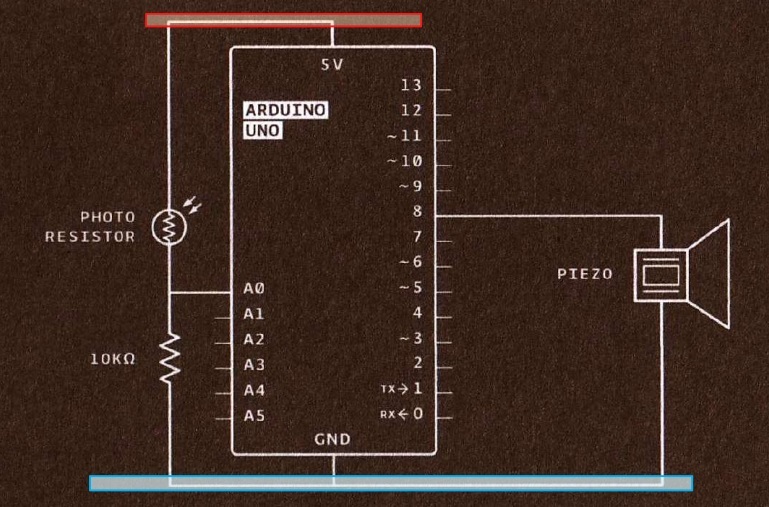 5V
13
ARDUINO
12
UNO
~11
~10
~9
PHOTO
RESISTOR
8
7
~6
PIEZO
A0
~5
A1
4
A2
~3
10KΩ
A3
2
A4
TX→1
A5
RX←0
GND